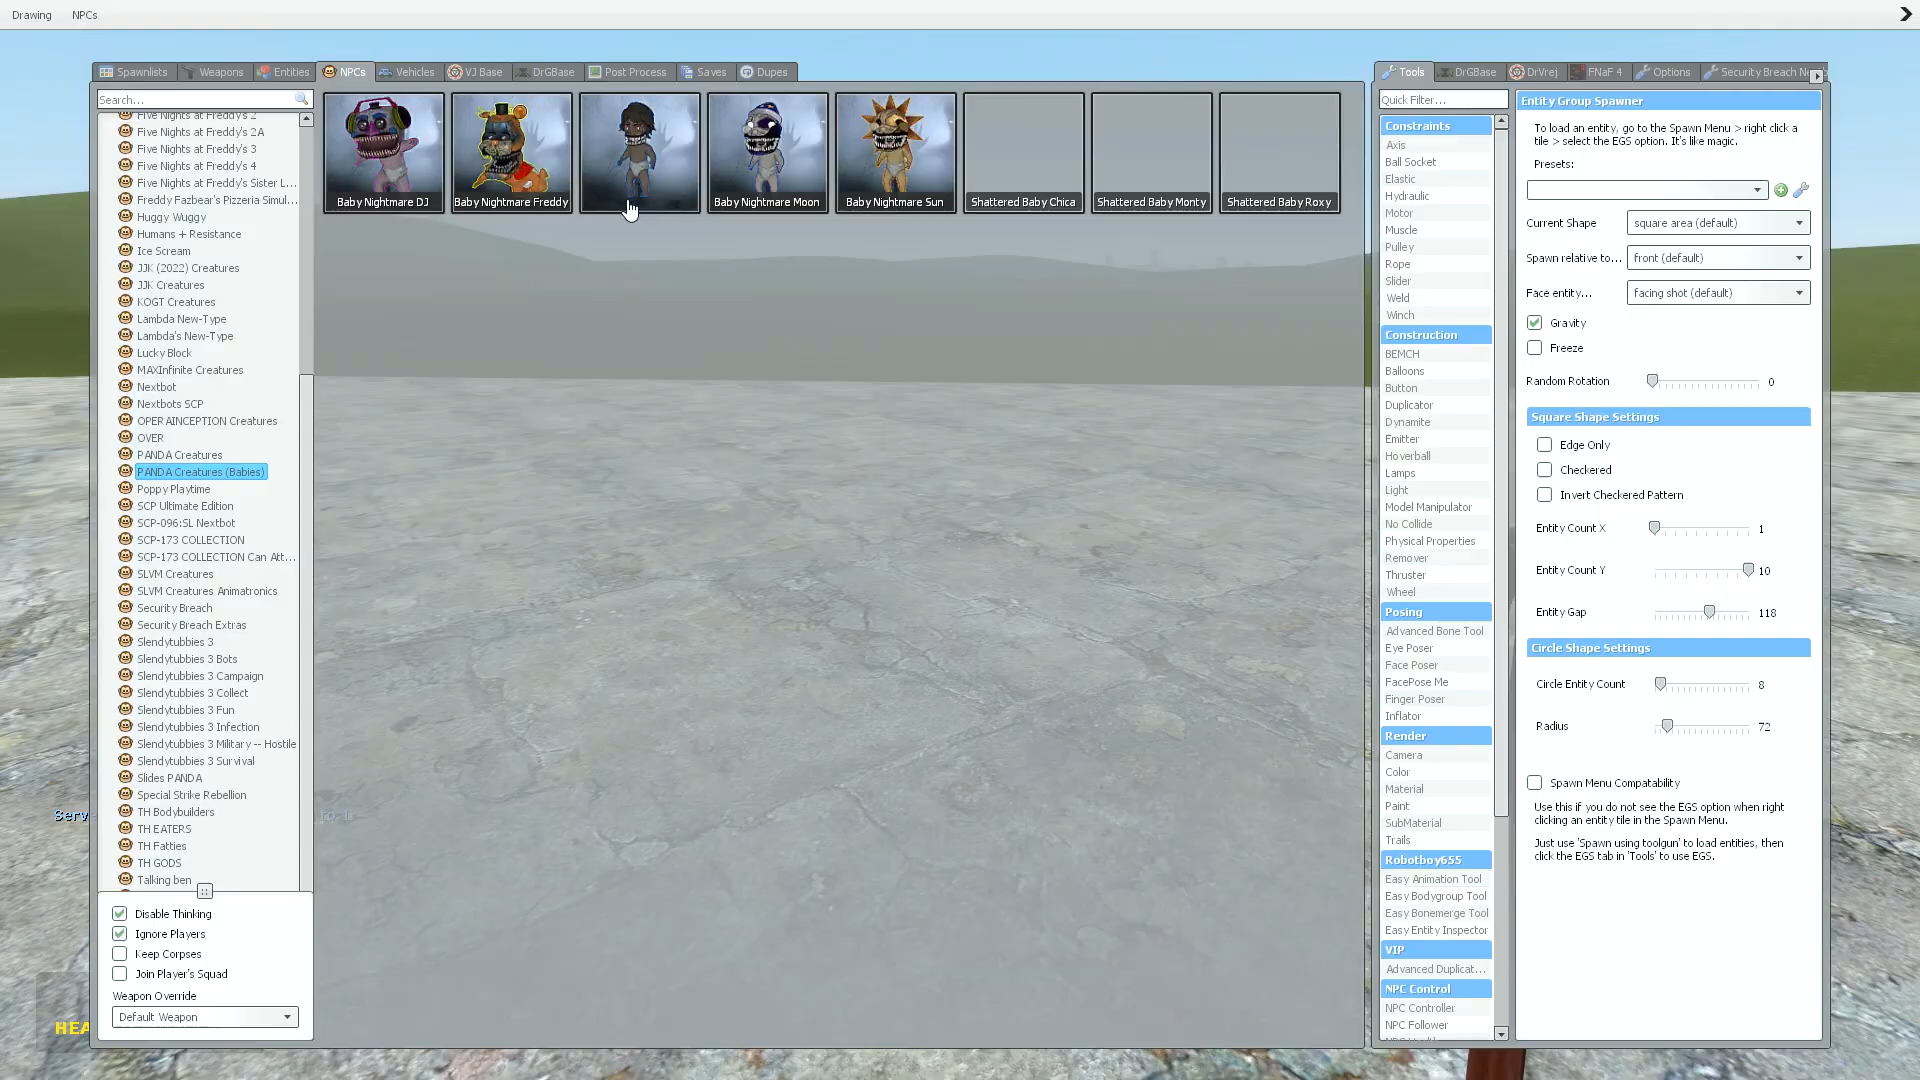 Drawing NPCs
Spawnlists Weapons Entities NPCs Vehicles VJ Base DrGBase Post Process Saves Dupes
Search...
Five Nights at Freddy's 2
Five Nights at Freddy's 2A
Five Nights at Freddy's 3
Five Nights at Freddy's 4
Five Nights at Freddy's Sister L...
Freddy Fazbear's Pizzeria Simul...
Huggy Wuggy
Humans + Resistance
Ice Scream
JJK (2022) Creatures
JJK Creatures
KOGT Creatures
Lambda New-Type
Lambda's New-Type
Lucky Block
MAXInfinite Creatures
Nextbot
Nextbots SCP
OPERAINCEPTION Creatures
OVER
PANDA Creatures
PANDA Creatures (Babies)
Poppy Playtime
SCP Ultimate Edition
SCP-096:SL Nextbot
SCP-173 COLLECTION
SCP-173 COLLECTION Can Att...
SLVM Creatures
SLVM Creatures Animatronics
Security Breach
Security Breach Extras
Slendytubbies 3
Slendytubbies 3 Bots
Slendytubbies 3 Campaign
Slendytubbies 3 Collect
Slendytubbies 3 Fun
Slendytubbies 3 Infection
Slendytubbies 3 Military -- Hostile
Slendytubbies 3 Survival
Slides PANDA
Special Strike Rebellion
TH Bodybuilders
TH EATERS
TH Fatties
TH GODS
Talking ben
Disable Thinking
Ignore Players
Keep Corpses
Join Player's Squad
Weapon Override
Default Weapon
Serv
HEA
Baby Nightmare DJ Baby Nightmare Freddy Baby Nightmare Moon Baby Nightmare Sun Shattered Baby Chica Shattered Baby Monty Shattered Baby Roxy
Tools DrGBase DrVrej FNaF 4 Options Security Breach
Quick Filter...
Constraints
Axis
Ball Socket
Elastic
Hydraulic
Motor
Muscle
Pulley
Rope
Slider
Weld
Winch
Construction
BEMCH
Balloons
Button
Duplicator
Dynamite
Emitter
Hoverball
Lamps
Light
Model Manipulator
No Collide
Physical Properties
Remover
Thruster
Wheel
Posing
Advanced Bone Tool
Eye Poser
Face Poser
FacePose Me
Finger Poser
Inflator
Render
Camera
Color
Material
Paint
SubMaterial
Trails
Robotboy655
Easy Animation Tool
Easy Bodygroup Tool
Easy Bonemerge Tool
Easy Entity Inspector
VIP
Advanced Duplicat...
NPC Control
NPC Controller
NPC Follower
Entity Group Spawner
To load an entity, go to the Spawn Menu > right click a
tile > select the EGS option. It's like magic.
Presets:
Current Shape square area (default)
Spawn relative to... front (default)
Face entity... facing shot (default)
Gravity
Freeze
Random Rotation 0
Square Shape Settings
Edge Only
Checkered
Invert Checkered Pattern
Entity Count X 1
Entity Count Y 10
Entity Gap 118
Circle Shape Settings
Circle Entity Count 8
Radius 72
Spawn Menu Compatability
Use this if you do not see the EGS option when right
clicking an entity tile in the Spawn Menu.
Just use 'Spawn using toolgun' to load entities, then
click the EGS tab in 'Tools' to use EGS.